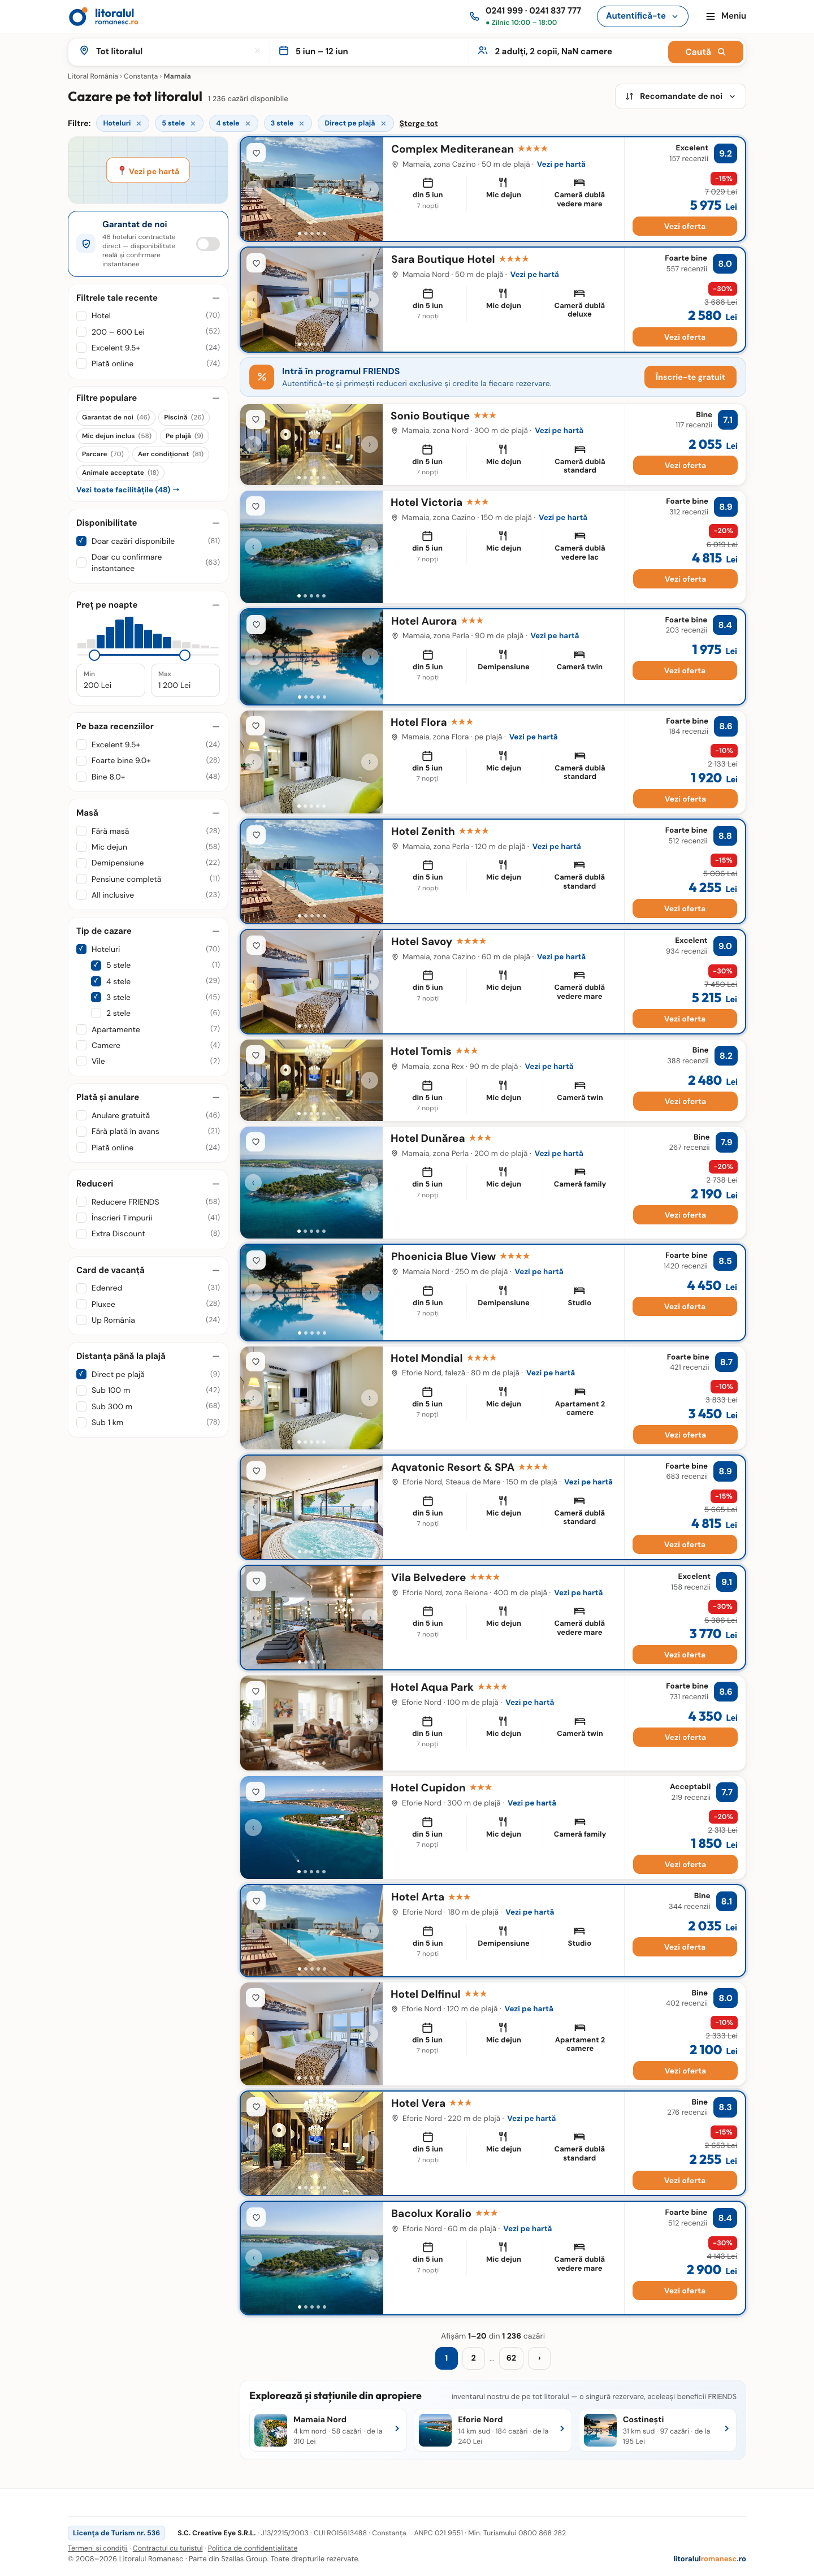 litoralul
romanesc.ro
0241 999 · 0241 837 777
● Zilnic 10:00 – 18:00
Autentifică-te
Meniu
Tot litoralul
×
5 iun – 12 iun
2 adulți, 2 copii, NaN camere
Caută
Litoral România › Constanța › Mamaia
Cazare pe tot litoralul 1 236 cazări disponibile
Recomandate de noi
Filtre: Hoteluri × 5 stele × 4 stele × 3 stele × Direct pe plajă × Șterge tot
Vezi pe hartă
Garantat de noi
46 hoteluri contractate
direct — disponibilitate
reală și confirmare
instantanee
Filtrele tale recente
Hotel (70)
200 – 600 Lei (52)
Excelent 9.5+ (24)
Plată online (74)
Filtre populare
Garantat de noi (46) Piscină (26)
Mic dejun inclus (58) Pe plajă (9)
Parcare (70) Aer condiționat (81)
Animale acceptate (18)
Vezi toate facilitățile (48) →
Disponibilitate
Doar cazări disponibile (81)
Doar cu confirmare
instantanee (63)
Preț pe noapte
Min
200 Lei
Max
1 200 Lei
Pe baza recenziilor
Excelent 9.5+ (24)
Foarte bine 9.0+ (28)
Bine 8.0+ (48)
Masă
Fără masă (28)
Mic dejun (58)
Demipensiune (22)
Pensiune completă (11)
All inclusive (23)
Tip de cazare
Hoteluri (70)
5 stele (1)
4 stele (29)
3 stele (45)
2 stele (6)
Apartamente (7)
Camere (4)
Vile (2)
Plată și anulare
Anulare gratuită (46)
Fără plată în avans (21)
Plată online (24)
Reduceri
Reducere FRIENDS (58)
Înscrieri Timpurii (41)
Extra Discount (8)
Card de vacanță
Edenred (31)
Pluxee (28)
Up România (24)
Distanța până la plajă
Direct pe plajă (9)
Sub 100 m (42)
Sub 300 m (68)
Sub 1 km (78)
Complex Mediteranean ★★★★
Mamaia, zona Cazino · 50 m de plajă · Vezi pe hartă
din 5 iun
7 nopți
Mic dejun
Cameră dublă
vedere mare
Excelent
157 recenzii
9.2
-15%
7 029 Lei
5 975 Lei
Vezi oferta
Sara Boutique Hotel ★★★★
Mamaia Nord · 50 m de plajă · Vezi pe hartă
din 5 iun
7 nopți
Mic dejun
Cameră dublă
deluxe
Foarte bine
557 recenzii
8.0
-30%
3 686 Lei
2 580 Lei
Vezi oferta
Intră în programul FRIENDS
Autentifică-te și primești reduceri exclusive și credite la fiecare rezervare.
Înscrie-te gratuit
Sonio Boutique ★★★
Mamaia, zona Nord · 300 m de plajă · Vezi pe hartă
din 5 iun
7 nopți
Mic dejun
Cameră dublă
standard
Bine
117 recenzii
7.1
2 055 Lei
Vezi oferta
Hotel Victoria ★★★
Mamaia, zona Cazino · 150 m de plajă · Vezi pe hartă
din 5 iun
7 nopți
Mic dejun
Cameră dublă
vedere lac
Foarte bine
312 recenzii
8.9
-20%
6 019 Lei
4 815 Lei
Vezi oferta
Hotel Aurora ★★★
Mamaia, zona Perla · 90 m de plajă · Vezi pe hartă
din 5 iun
7 nopți
Demipensiune
Cameră twin
Foarte bine
203 recenzii
8.4
1 975 Lei
Vezi oferta
Hotel Flora ★★★
Mamaia, zona Flora · pe plajă · Vezi pe hartă
din 5 iun
7 nopți
Mic dejun
Cameră dublă
standard
Foarte bine
184 recenzii
8.6
-10%
2 133 Lei
1 920 Lei
Vezi oferta
Hotel Zenith ★★★★
Mamaia, zona Perla · 120 m de plajă · Vezi pe hartă
din 5 iun
7 nopți
Mic dejun
Cameră dublă
standard
Foarte bine
512 recenzii
8.8
-15%
5 006 Lei
4 255 Lei
Vezi oferta
Hotel Savoy ★★★★
Mamaia, zona Cazino · 60 m de plajă · Vezi pe hartă
din 5 iun
7 nopți
Mic dejun
Cameră dublă
vedere mare
Excelent
934 recenzii
9.0
-30%
7 450 Lei
5 215 Lei
Vezi oferta
Hotel Tomis ★★★
Mamaia, zona Rex · 90 m de plajă · Vezi pe hartă
din 5 iun
7 nopți
Mic dejun
Cameră twin
Bine
388 recenzii
8.2
2 480 Lei
Vezi oferta
Hotel Dunărea ★★★
Mamaia, zona Perla · 200 m de plajă · Vezi pe hartă
din 5 iun
7 nopți
Mic dejun
Cameră family
Bine
267 recenzii
7.9
-20%
2 738 Lei
2 190 Lei
Vezi oferta
Phoenicia Blue View ★★★★
Mamaia Nord · 250 m de plajă · Vezi pe hartă
din 5 iun
7 nopți
Demipensiune
Studio
Foarte bine
1420 recenzii
8.5
4 450 Lei
Vezi oferta
Hotel Mondial ★★★★
Eforie Nord, faleză · 80 m de plajă · Vezi pe hartă
din 5 iun
7 nopți
Mic dejun
Apartament 2
camere
Foarte bine
421 recenzii
8.7
-10%
3 833 Lei
3 450 Lei
Vezi oferta
Aqvatonic Resort & SPA ★★★★
Eforie Nord, Steaua de Mare · 150 m de plajă · Vezi pe hartă
din 5 iun
7 nopți
Mic dejun
Cameră dublă
standard
Foarte bine
683 recenzii
8.9
-15%
5 665 Lei
4 815 Lei
Vezi oferta
Vila Belvedere ★★★★
Eforie Nord, zona Belona · 400 m de plajă · Vezi pe hartă
din 5 iun
7 nopți
Mic dejun
Cameră dublă
vedere mare
Excelent
158 recenzii
9.1
-30%
5 386 Lei
3 770 Lei
Vezi oferta
Hotel Aqua Park ★★★★
Eforie Nord · 100 m de plajă · Vezi pe hartă
din 5 iun
7 nopți
Mic dejun
Cameră twin
Foarte bine
731 recenzii
8.6
4 350 Lei
Vezi oferta
Hotel Cupidon ★★★
Eforie Nord · 300 m de plajă · Vezi pe hartă
din 5 iun
7 nopți
Mic dejun
Cameră family
Acceptabil
219 recenzii
7.7
-20%
2 313 Lei
1 850 Lei
Vezi oferta
Hotel Arta ★★★
Eforie Nord · 180 m de plajă · Vezi pe hartă
din 5 iun
7 nopți
Demipensiune
Studio
Bine
344 recenzii
8.1
2 035 Lei
Vezi oferta
Hotel Delfinul ★★★
Eforie Nord · 120 m de plajă · Vezi pe hartă
din 5 iun
7 nopți
Mic dejun
Apartament 2
camere
Bine
402 recenzii
8.0
-10%
2 333 Lei
2 100 Lei
Vezi oferta
Hotel Vera ★★★
Eforie Nord · 220 m de plajă · Vezi pe hartă
din 5 iun
7 nopți
Mic dejun
Cameră dublă
standard
Bine
276 recenzii
8.3
-15%
2 653 Lei
2 255 Lei
Vezi oferta
Bacolux Koralio ★★★
Eforie Nord · 60 m de plajă · Vezi pe hartă
din 5 iun
7 nopți
Mic dejun
Cameră dublă
vedere mare
Foarte bine
512 recenzii
8.4
-30%
4 143 Lei
2 900 Lei
Vezi oferta
Afișăm 1–20 din 1 236 cazări
1 2 … 62 ›
Explorează și stațiunile din apropiere
inventarul nostru de pe tot litoralul — o singură rezervare, aceleași beneficii FRIENDS
Mamaia Nord
4 km nord · 58 cazări · de la
310 Lei
Eforie Nord
14 km sud · 184 cazări · de la
240 Lei
Costinești
31 km sud · 97 cazări · de la
195 Lei
Licența de Turism nr. 536 S.C. Creative Eye S.R.L. · J13/2215/2003 · CUI RO15613488 · Constanța ANPC 021 9551 · Min. Turismului 0800 868 282
Termeni și condiții · Contractul cu turistul · Politica de confidențialitate
© 2008–2026 Litoralul Romanesc · Parte din Szallas Group. Toate drepturile rezervate.
litoralulromanesc.ro